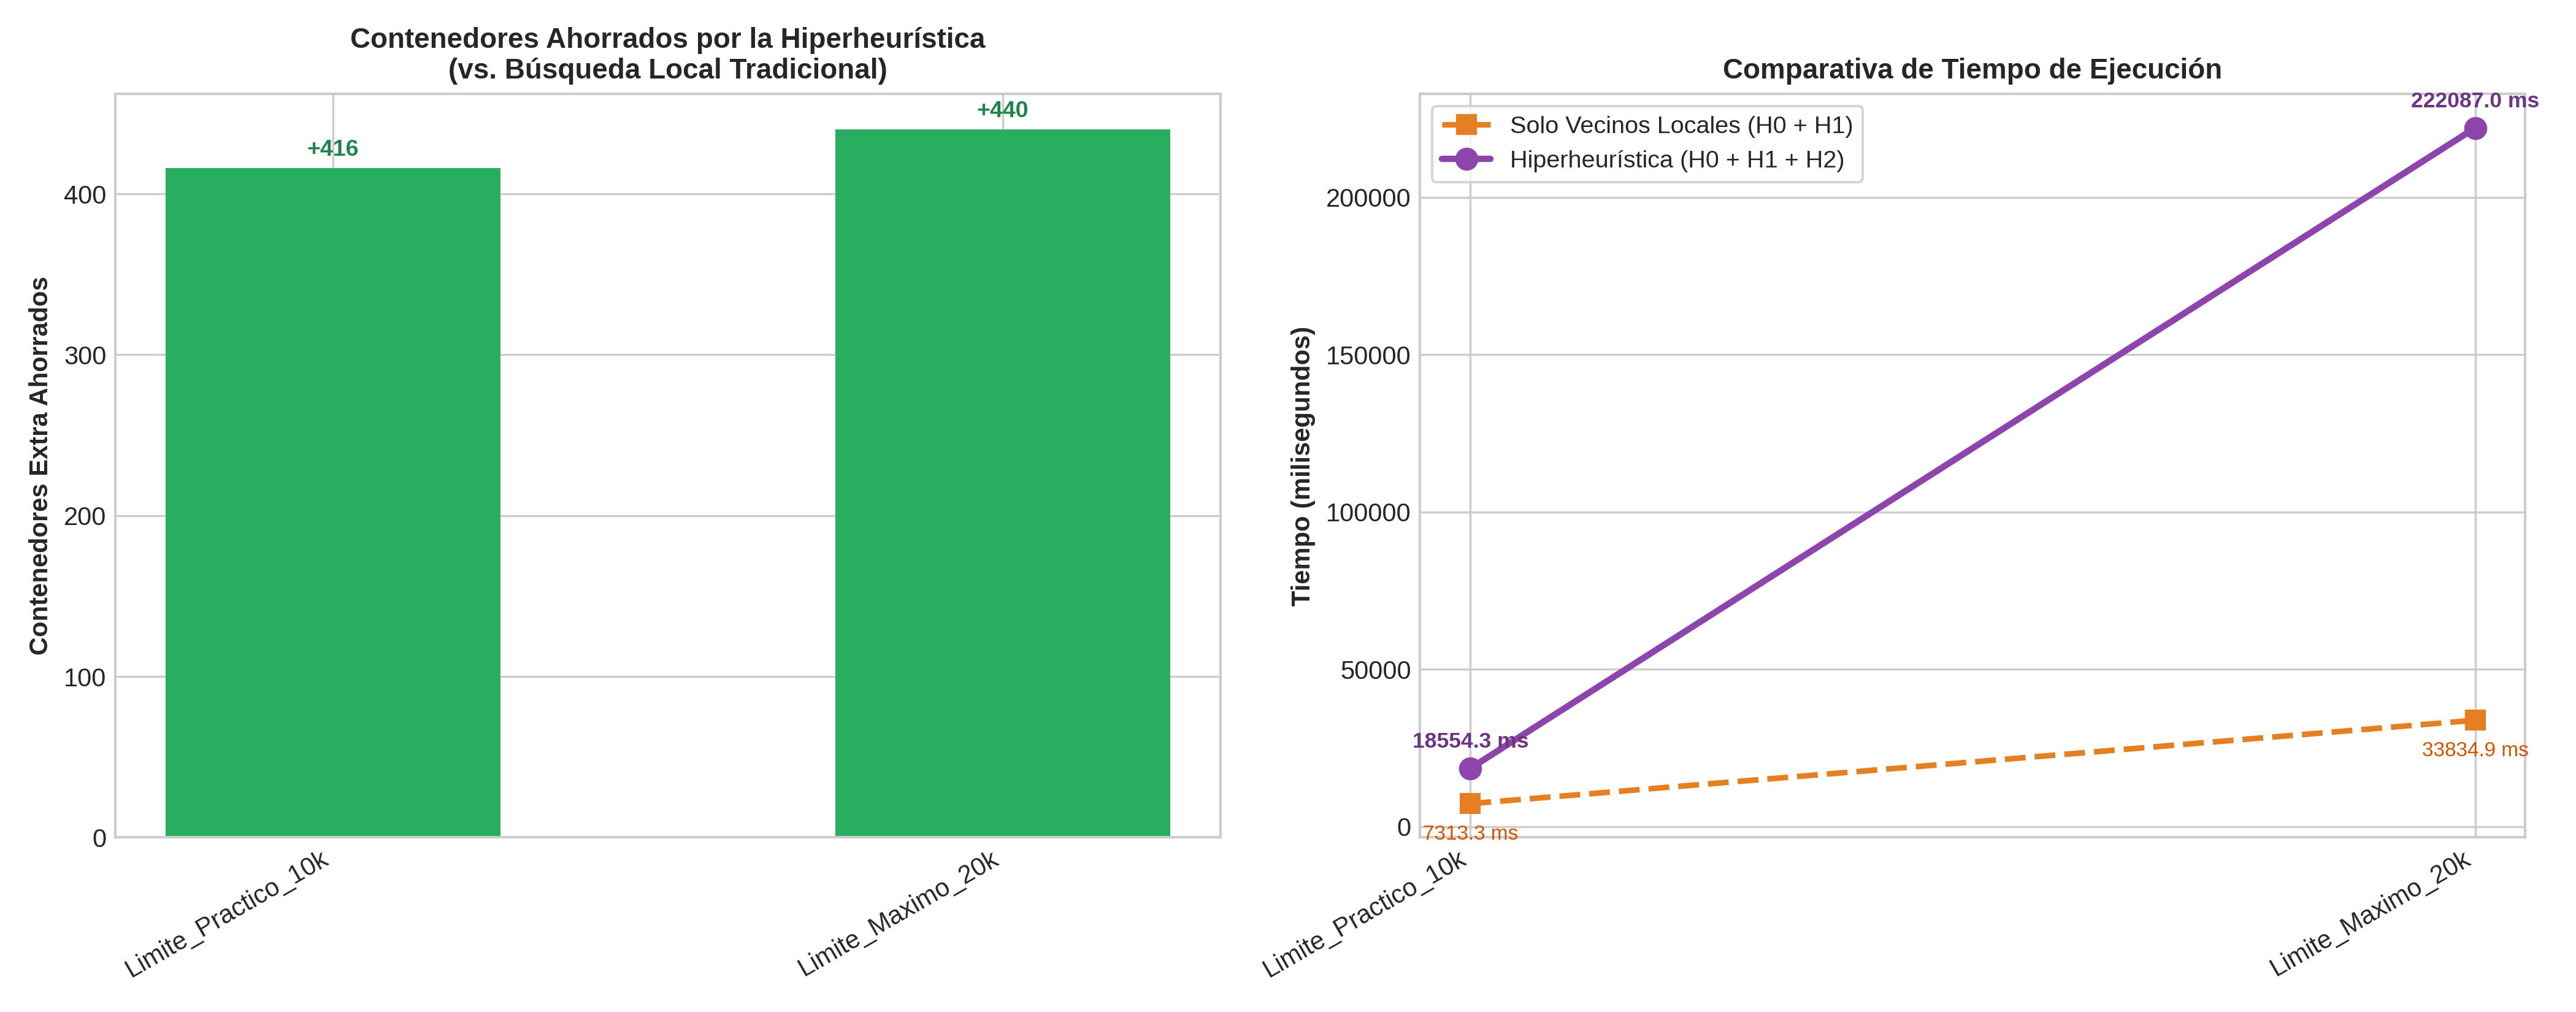 Contenedores Ahorrados por la Hiperheurística
(vs. Búsqueda Local Tradicional)
+416
+440
Contenedores Extra Ahorrados
400
300
200
100
0
Limite_Practico_10k
Limite_Maximo_20k
Comparativa de Tiempo de Ejecución
Solo Vecinos Locales (H0 + H1)
Hiperheurística (H0 + H1 + H2)
222087.0 ms
18554.3 ms
33834.9 ms
7313.3 ms
Tiempo (milisegundos)
200000
150000
100000
50000
0
Limite_Practico_10k
Limite_Maximo_20k